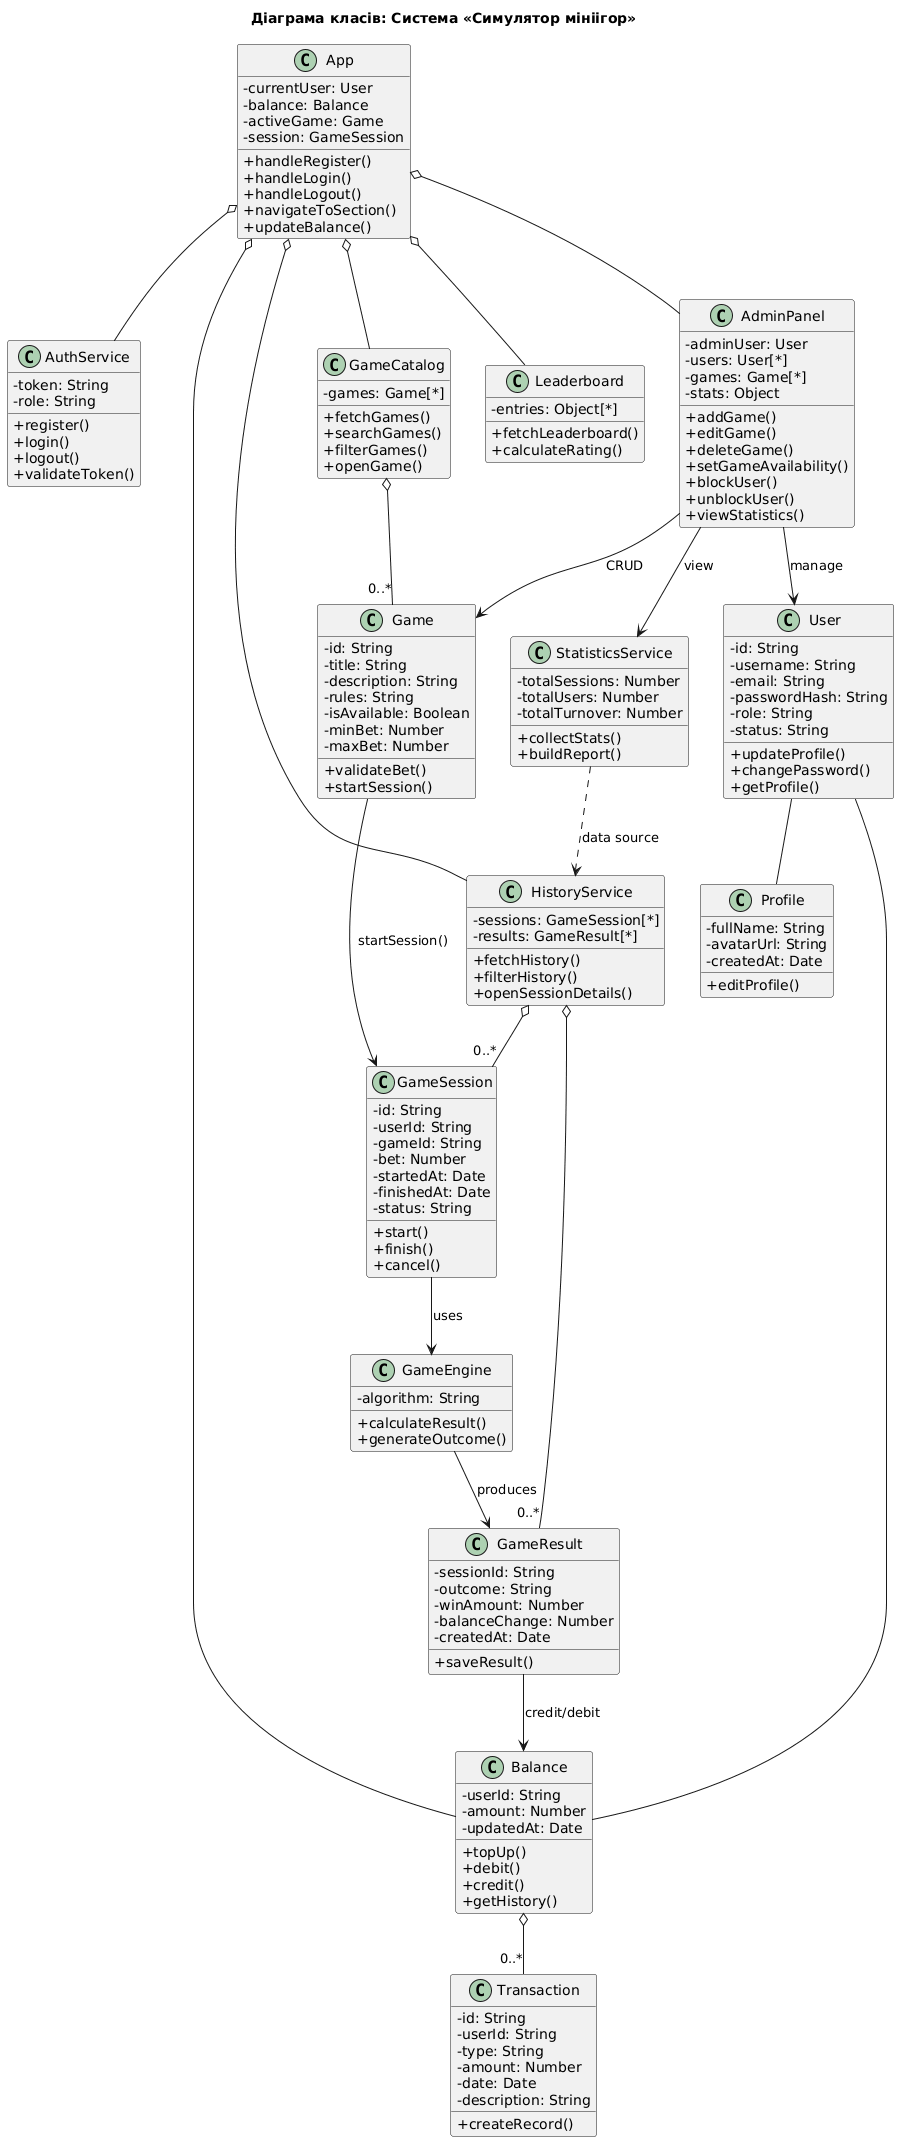 Діаграма класів: Система «Симулятор мініігор»
C App
-currentUser: User
-balance: Balance
-activeGame: Game
-session: GameSession
+handleRegister()
+handleLogin()
+handleLogout()
+navigateToSection()
+updateBalance()
C AuthService
-token: String
-role: String
+register()
+login()
+logout()
+validateToken()
C GameCatalog
-games: Game[*]
+fetchGames()
+searchGames()
+filterGames()
+openGame()
C Leaderboard
-entries: Object[*]
+fetchLeaderboard()
+calculateRating()
C AdminPanel
-adminUser: User
-users: User[*]
-games: Game[*]
-stats: Object
+addGame()
+editGame()
+deleteGame()
+setGameAvailability()
+blockUser()
+unblockUser()
+viewStatistics()
CRUD
view
manage
0..*
C Game
-id: String
-title: String
-description: String
-rules: String
-isAvailable: Boolean
-minBet: Number
-maxBet: Number
+validateBet()
+startSession()
C StatisticsService
-totalSessions: Number
-totalUsers: Number
-totalTurnover: Number
+collectStats()
+buildReport()
C User
-id: String
-username: String
-email: String
-passwordHash: String
-role: String
-status: String
+updateProfile()
+changePassword()
+getProfile()
data source
startSession()
C HistoryService
-sessions: GameSession[*]
-results: GameResult[*]
+fetchHistory()
+filterHistory()
+openSessionDetails()
C Profile
-fullName: String
-avatarUrl: String
-createdAt: Date
+editProfile()
0..*
C GameSession
-id: String
-userId: String
-gameId: String
-bet: Number
-startedAt: Date
-finishedAt: Date
-status: String
+start()
+finish()
+cancel()
uses
C GameEngine
-algorithm: String
+calculateResult()
+generateOutcome()
produces
0..*
C GameResult
-sessionId: String
-outcome: String
-winAmount: Number
-balanceChange: Number
-createdAt: Date
+saveResult()
credit/debit
C Balance
-userId: String
-amount: Number
-updatedAt: Date
+topUp()
+debit()
+credit()
+getHistory()
0..*
C Transaction
-id: String
-userId: String
-type: String
-amount: Number
-date: Date
-description: String
+createRecord()